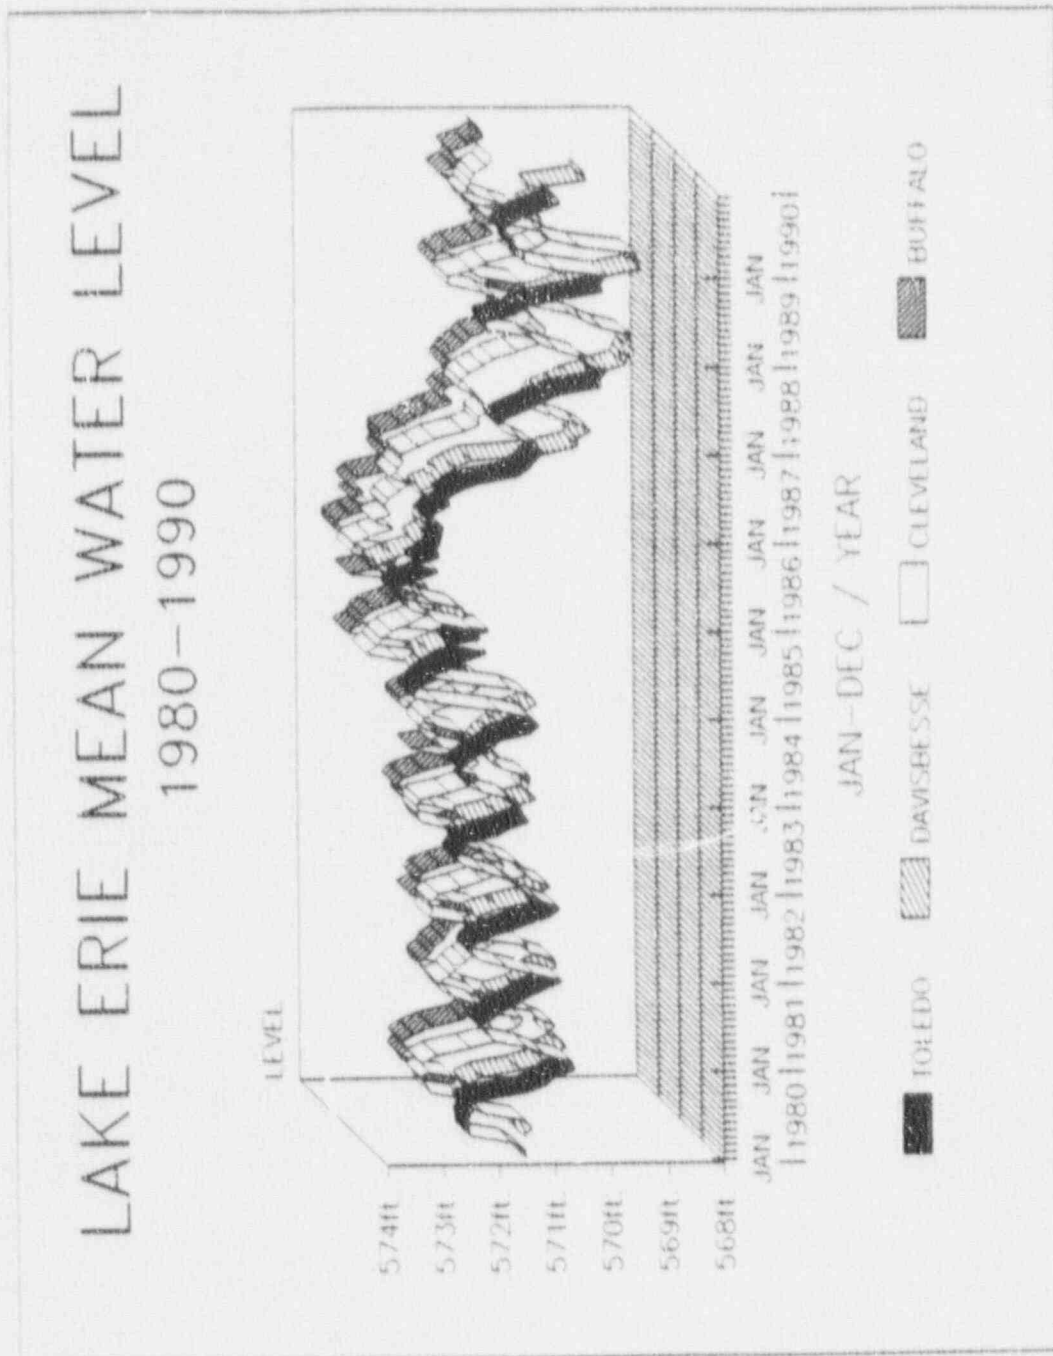 LAKE ERIE MEAN WATER LEVEL
1980-1990
LEVEL
574ft
573ft
572ft
571ft
570ft
569ft
568ft
JAN JAN JAN JAN JAN JAN JAN JAN JAN JAN JAN
|1980|1981|1982|1983|1984|1985|1986|1987|1988|1989|1990|
JAN-DEC / YEAR
TOLEDO DAVISBESSE CLEVELAND BUFFALO